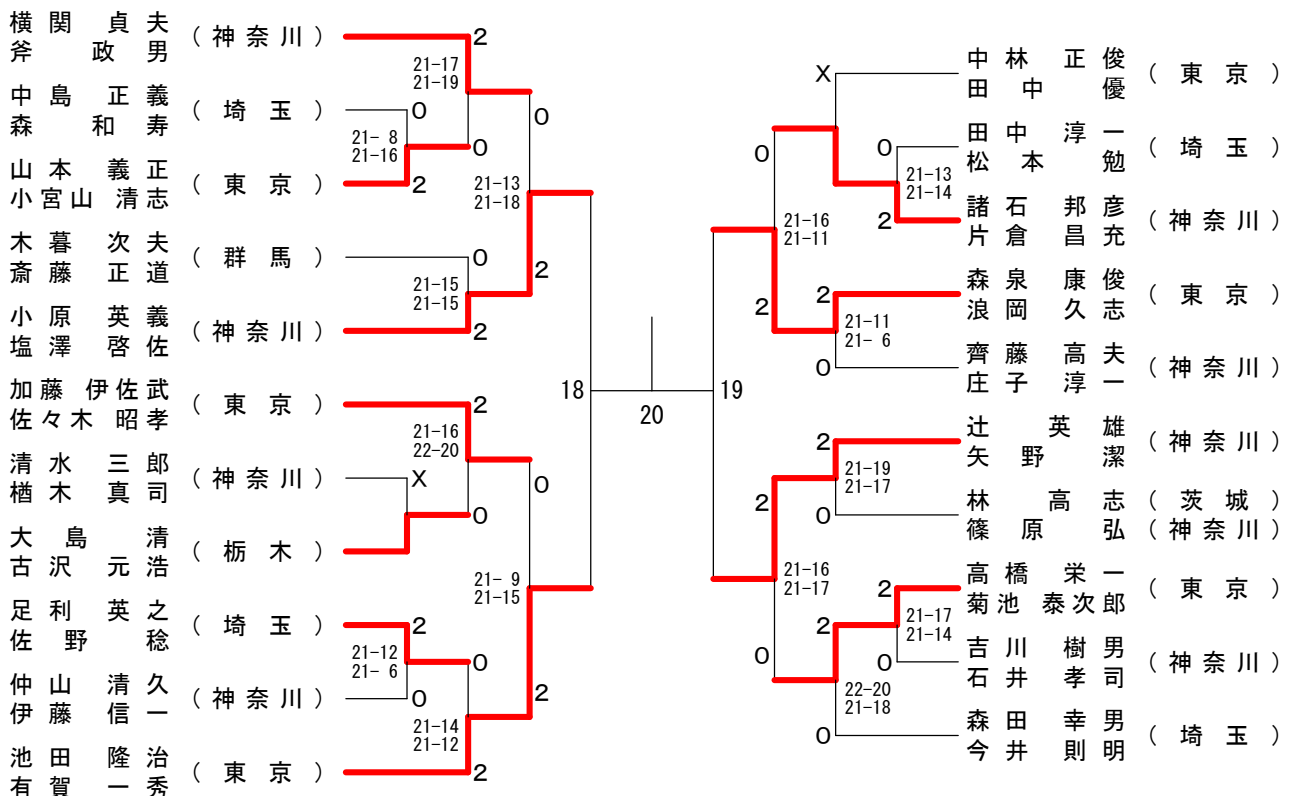 横関 貞夫
斧 政男
(神奈川)
2
21-17
21-19
中島 正義
森 和寿
(埼玉)
0
0
21- 8
21-16
0
山本 義正
小宮山 清志
(東京)
2
21-13
21-18
木暮 次夫
斎藤 正道
(群馬)
0
2
21-15
21-15
小原 英義
塩澤 啓佐
(神奈川)
2
加藤 伊佐武
佐々木 昭孝
(東京)
2
21-16
22-20
清水 三郎
楢木 真司
(神奈川)
X
0
0
大島 清
古沢 元浩
(栃木)
21- 9
21-15
足利 英之
佐野 稔
(埼玉)
2
21-12
21- 6
0
仲山 清久
伊藤 信一
(神奈川)
0
2
21-14
21-12
池田 隆治
有賀 一秀
(東京)
2
18
20
19
X
中林 正俊
田中 優
(東京)
0
0
田中 淳一
松本 勉
(埼玉)
21-13
21-14
2
諸石 邦彦
片倉 昌充
(神奈川)
21-16
21-11
2
2
森泉 康俊
浪岡 久志
(東京)
21-11
21- 6
0
齊藤 高夫
庄子 淳一
(神奈川)
2
辻 英雄
矢野 潔
(神奈川)
21-19
21-17
2
0
林 高志
(茨城)
篠原 弘
(神奈川)
21-16
21-17
2
高橋 栄一
菊池 泰次郎
(東京)
2
21-17
21-14
0
0
吉川 樹男
石井 孝司
(神奈川)
22-20
21-18
0
森田 幸男
今井 則明
(埼玉)